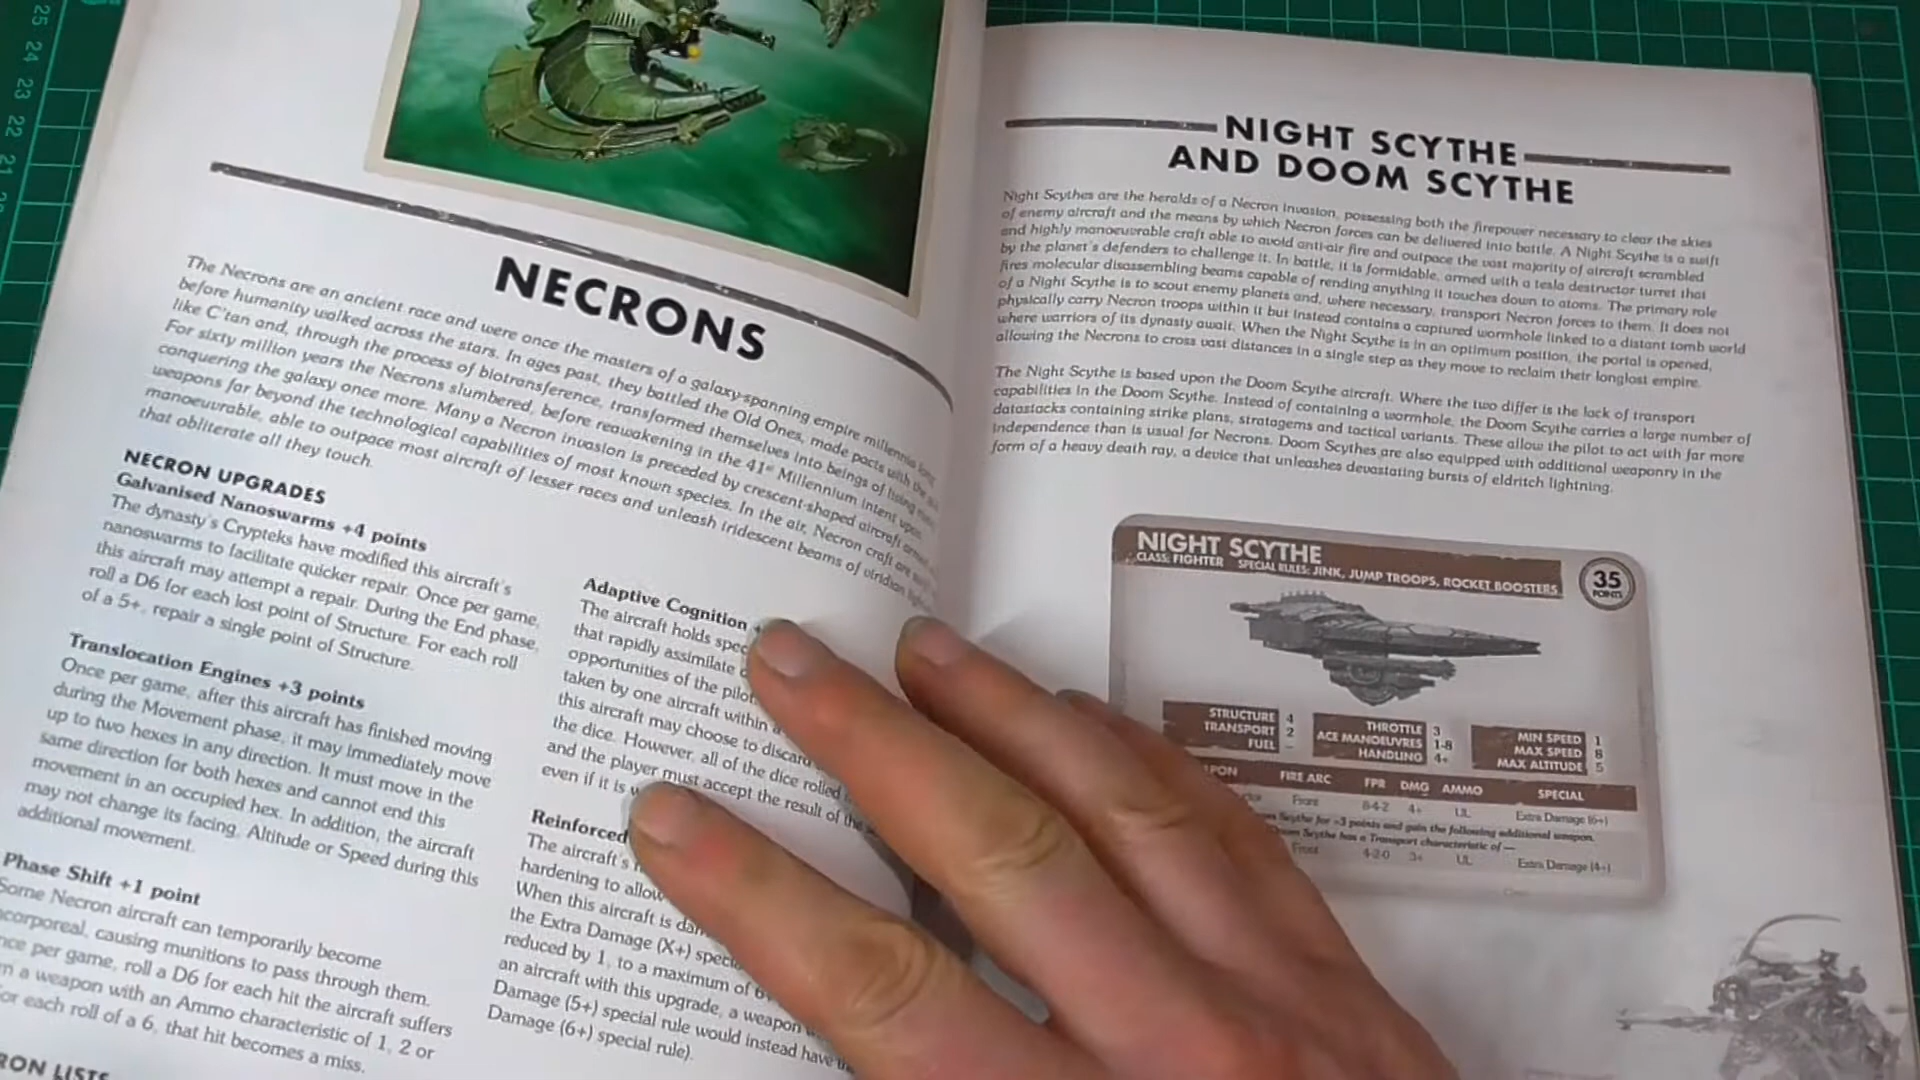 25
24
23
22
21
NECRONS
The Necrons are an ancient race and were once the masters of a galaxy-spanning empire millennia long
before humanity walked across the stars. In ages past, they battled the Old Ones, made pacts with the
like C'tan and, through the process of biotransference, transformed themselves into beings of living
For sixty million years the Necrons slumbered, before reawakening in the 41st Millennium intent upon
conquering the galaxy once more. Many a Necron invasion is preceded by crescent-shaped aircraft
weapons far beyond the technological capabilities of most known species. In the air, Necron craft are
manoeuvrable, able to outpace most aircraft of lesser races and unleash iridescent beams of viridian
that obliterate all they touch.
NECRON UPGRADES
Galvanised Nanoswarms +4 points
The dynasty's Crypteks have modified this aircraft's
nanoswarms to facilitate quicker repair. Once per game,
this aircraft may attempt a repair. During the End phase,
roll a D6 for each lost point of Structure. For each roll
of a 5+, repair a single point of Structure.
Translocation Engines +3 points
Once per game, after this aircraft has finished moving
during the Movement phase, it may immediately move
up to two hexes in any direction. It must move in the
same direction for both hexes and cannot end this
movement in an occupied hex. In addition, the aircraft
may not change its facing, Altitude or Speed during this
additional movement.
Phase Shift +1 point
Some Necron aircraft can temporarily become
ncorporeal, causing munitions to pass through them.
nce per game, roll a D6 for each hit the aircraft suffers
m a weapon with an Ammo characteristic of 1, 2 or
or each roll of a 6, that hit becomes a miss.
RON LISTS
Adaptive Cognition +
The aircraft holds spec
that rapidly assimilate
opportunities of the pilot
taken by one aircraft within
this aircraft may choose to discard
the dice. However, all of the dice rolled
and the player must accept the result of the
even if it is w
Reinforced
The aircraft's
hardening to allow
When this aircraft is dam
the Extra Damage (X+) speci
reduced by 1, to a maximum of 6+
an aircraft with this upgrade, a weapon
Damage (5+) special rule would instead have
Damage (6+) special rule).
NIGHT SCYTHE
AND DOOM SCYTHE
Night Scythes are the heralds of a Necron invasion, possessing both the firepower necessary to clear the skies
of enemy aircraft and the means by which Necron forces can be delivered into battle. A Night Scythe is a swift
and highly manoeuvrable craft able to avoid anti-air fire and outpace the vast majority of aircraft scrambled
by the planet's defenders to challenge it. In battle, it is formidable, armed with a tesla destructor turret that
fires molecular disassembling beams capable of rending anything it touches down to atoms. The primary role
of a Night Scythe is to scout enemy planets and, where necessary, transport Necron forces to them. It does not
physically carry Necron troops within it but instead contains a captured wormhole linked to a distant tomb world
where warriors of its dynasty await. When the Night Scythe is in an optimum position, the portal is opened,
allowing the Necrons to cross vast distances in a single step as they move to reclaim their longlost empire.
The Night Scythe is based upon the Doom Scythe aircraft. Where the two differ is the lack of transport
capabilities in the Doom Scythe. Instead of containing a wormhole, the Doom Scythe carries a large number of
datastacks containing strike plans, stratagems and tactical variants. These allow the pilot to act with far more
independence than is usual for Necrons. Doom Scythes are also equipped with additional weaponry in the
form of a heavy death ray, a device that unleashes devastating bursts of eldritch lightning.
NIGHT SCYTHE
CLASS: FIGHTER SPECIAL RULES: JINK, JUMP TROOPS, ROCKET BOOSTERS
35
POINTS
STRUCTURE 4
TRANSPORT 2
FUEL –
THROTTLE 3
ACE MANOEUVRES 1-8
HANDLING 4+
MIN SPEED 1
MAX SPEED 8
MAX ALTITUDE 5
PON FIRE ARC FPR DMG AMMO SPECIAL
ctor Front 8-4-2 4+ UL Extra Damage (6+)
Scythe for +3 points and gain the following additional weapon.
Scythe has a Transport characteristic of —
Front 4-2-0 3+ UL Extra Damage (4+)